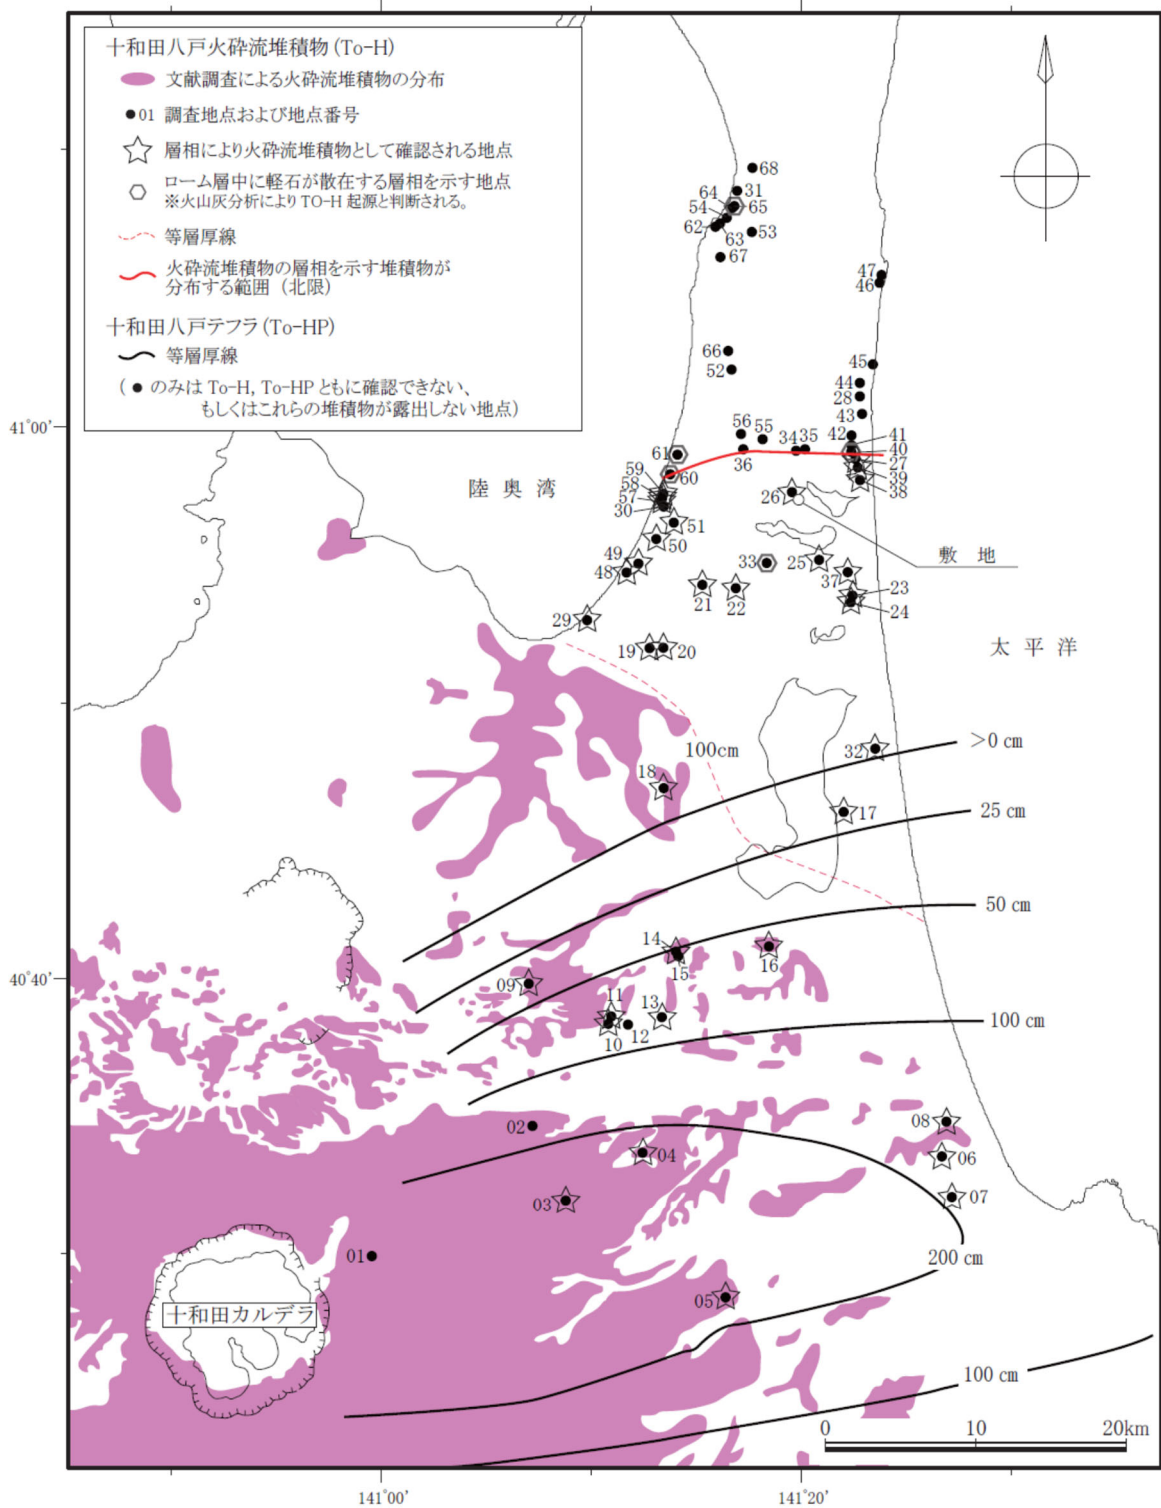 十和田八戸火砕流堆積物 (To-H)
文献調査による火砕流堆積物の分布
01 調査地点および地点番号
層相により火砕流堆積物として確認される地点
ローム層中に軽石が散在する層相を示す地点
※火山灰分析によりTO-H 起源と判断される。
等層厚線
火砕流堆積物の層相を示す堆積物が
分布する範囲（北限）
十和田八戸テフラ (To-HP)
等層厚線
( ● のみは To-H, To-HP ともに確認できない、
もしくはこれらの堆積物が露出しない地点)
68
31
64
65
54
62
63
53
67
47
46
66
52
45
44
28
43
41°00′
56
55
34
35
36
42
41
40
27
39
38
61
60
59
58
57
30
陸奥湾
26
51
50
敷地
49
48
33
25
37
21
22
23
24
29
太平洋
19
20
>0 cm
100cm
32
18
17
25 cm
50 cm
14
15
16
40°40′
09
11
13
10
12
100 cm
02
08
04
06
03
07
01
200 cm
05
十和田カルデラ
100 cm
0 10 20km
141°00′
141°20′